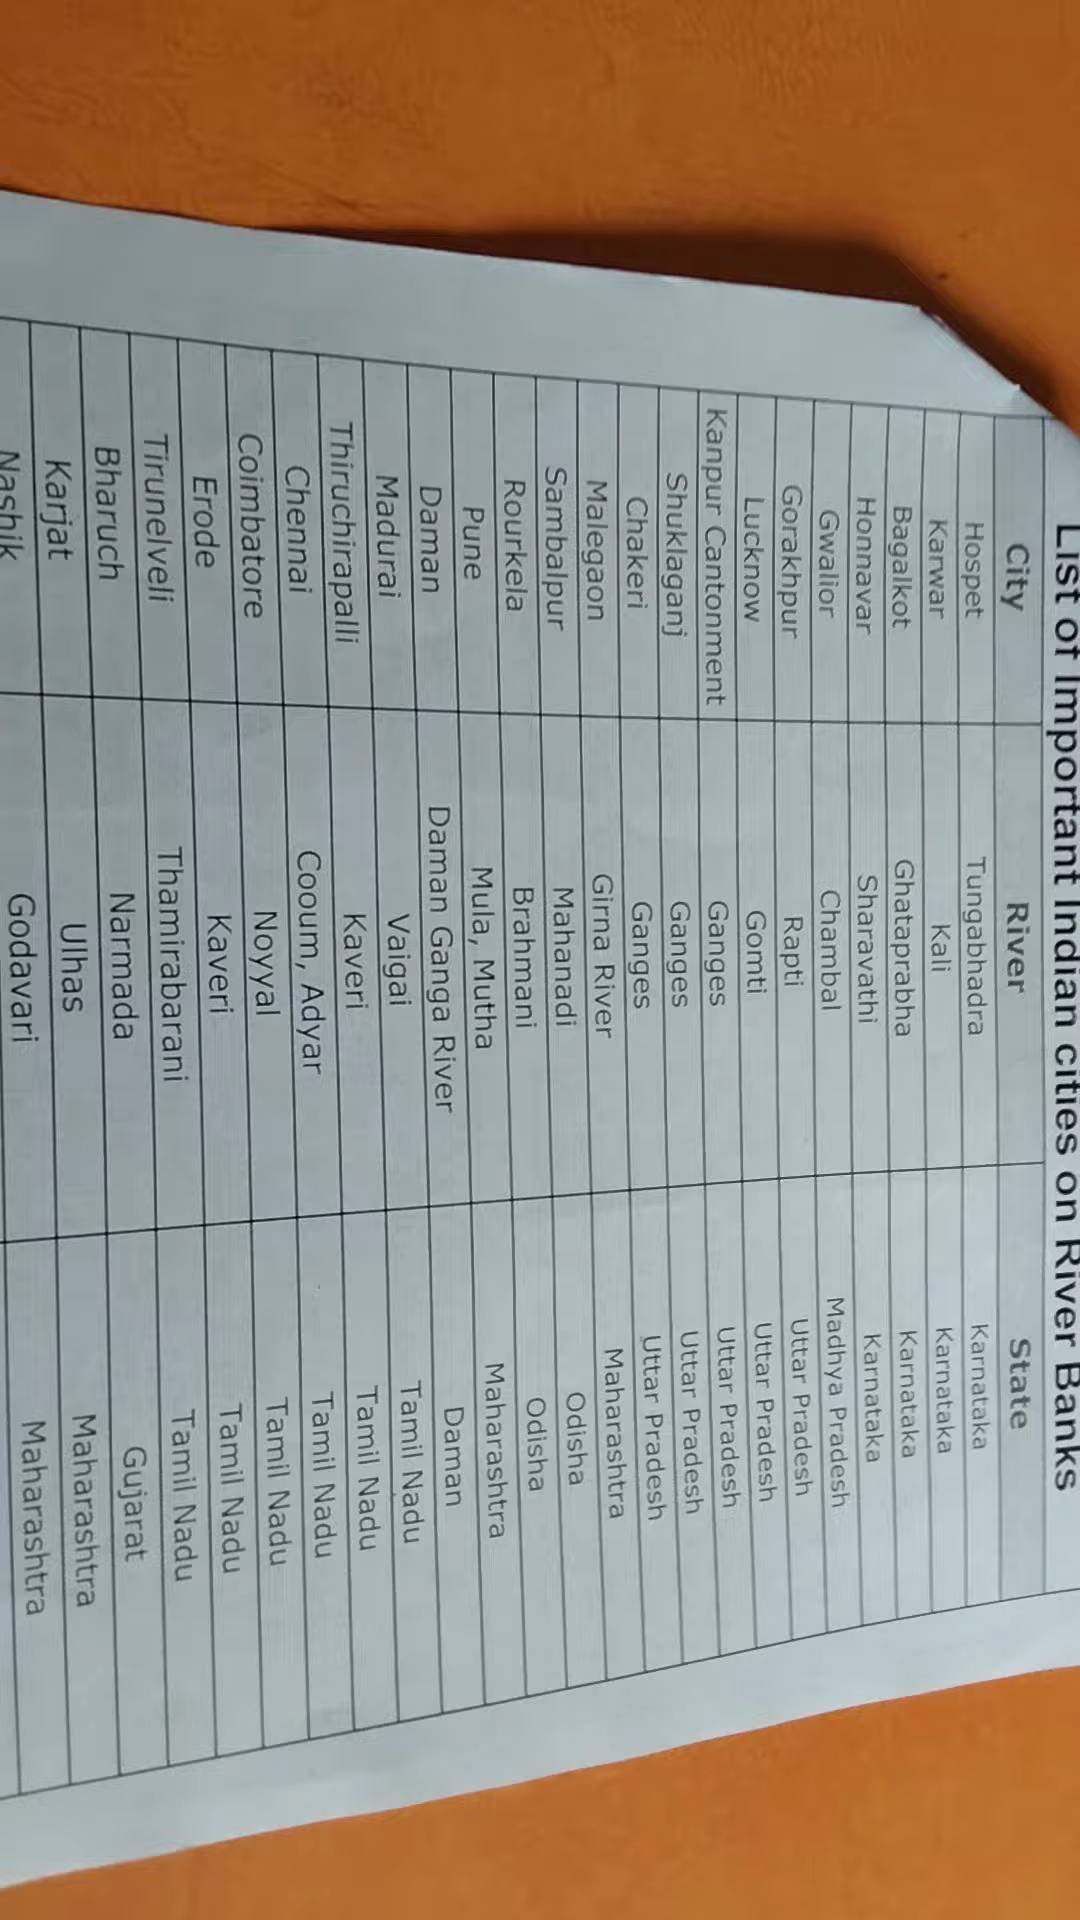 List of Important Indian cities on River Banks
City River State
Hospet Tungabhadra Karnataka
Karwar Kali Karnataka
Bagalkot Ghataprabha Karnataka
Honnavar Sharavathi Karnataka
Gwalior Chambal Madhya Pradesh
Gorakhpur Rapti Uttar Pradesh
Lucknow Gomti Uttar Pradesh
Kanpur Cantonment Ganges Uttar Pradesh
Shuklaganj Ganges Uttar Pradesh
Chakeri Ganges Uttar Pradesh
Malegaon Girna River Maharashtra
Sambalpur Mahanadi Odisha
Rourkela Brahmani Odisha
Pune Mula, Mutha Maharashtra
Daman Daman Ganga River Daman
Madurai Vaigai Tamil Nadu
Thiruchirapalli Kaveri Tamil Nadu
Chennai Cooum, Adyar Tamil Nadu
Coimbatore Noyyal Tamil Nadu
Erode Kaveri Tamil Nadu
Tirunelveli Thamirabarani Tamil Nadu
Bharuch Narmada Gujarat
Karjat Ulhas Maharashtra
Nashik Godavari Maharashtra